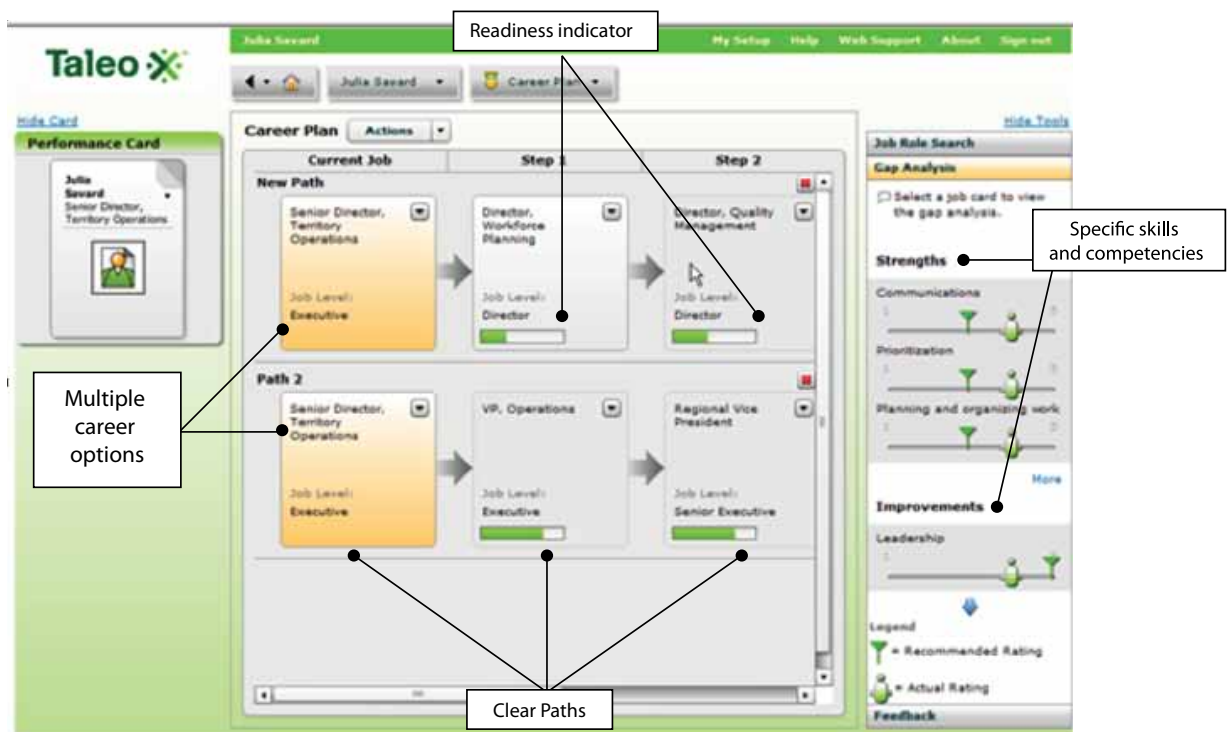 Readiness indicator
Taleo
Julia Savard
My Setup Help Web Support About Sign out
Julia Savard
Career Plan
Hide Card
Performance Card
Julia
Savard
Senior Director,
Territory Operations
Career Plan Actions
Current Job Step 1 Step 2
New Path
Senior Director,
Territory
Operations
Job Level:
Executive
Director,
Workforce
Planning
Job Level:
Director
Director, Quality
Management
Job Level:
Director
Path 2
Senior Director,
Territory
Operations
Job Level:
Executive
VP, Operations
Job Level:
Executive
Regional Vice
President
Job Level:
Senior Executive
Hide Tools
Job Role Search
Gap Analysis
Select a job card to view
the gap analysis.
Strengths
Communications
Prioritization
Planning and organizing work
More
Improvements
Leadership
Legend
= Recommended Rating
= Actual Rating
Feedback
Specific skills
and competencies
Multiple
career
options
Clear Paths